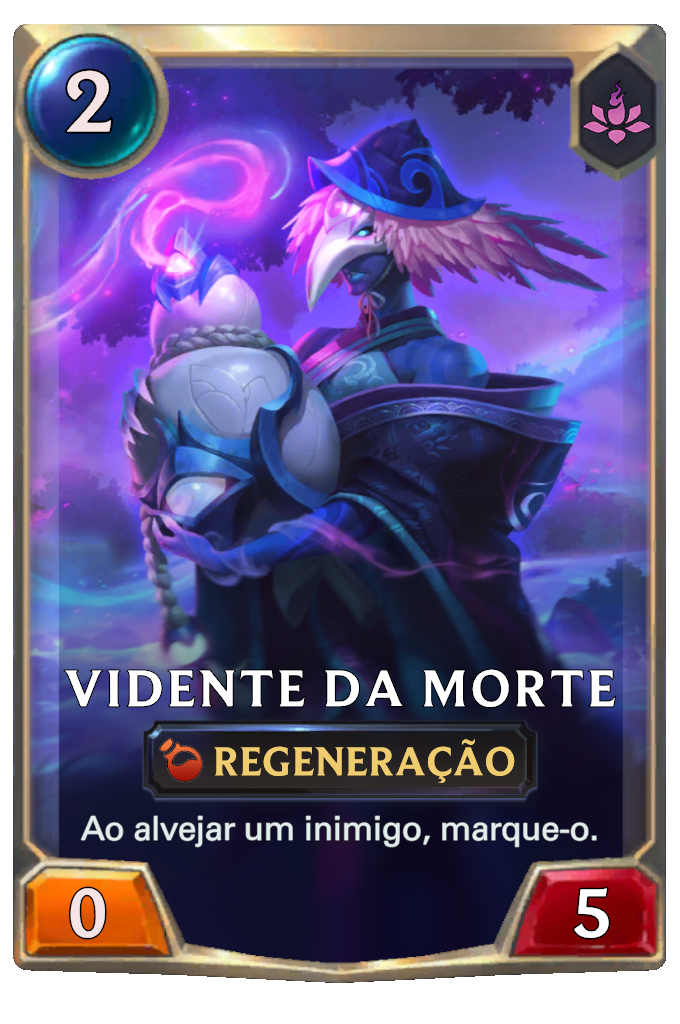 2
VIDENTE DA MORTE
REGENERAÇÃO
Ao alvejar um inimigo, marque-o.
0
5